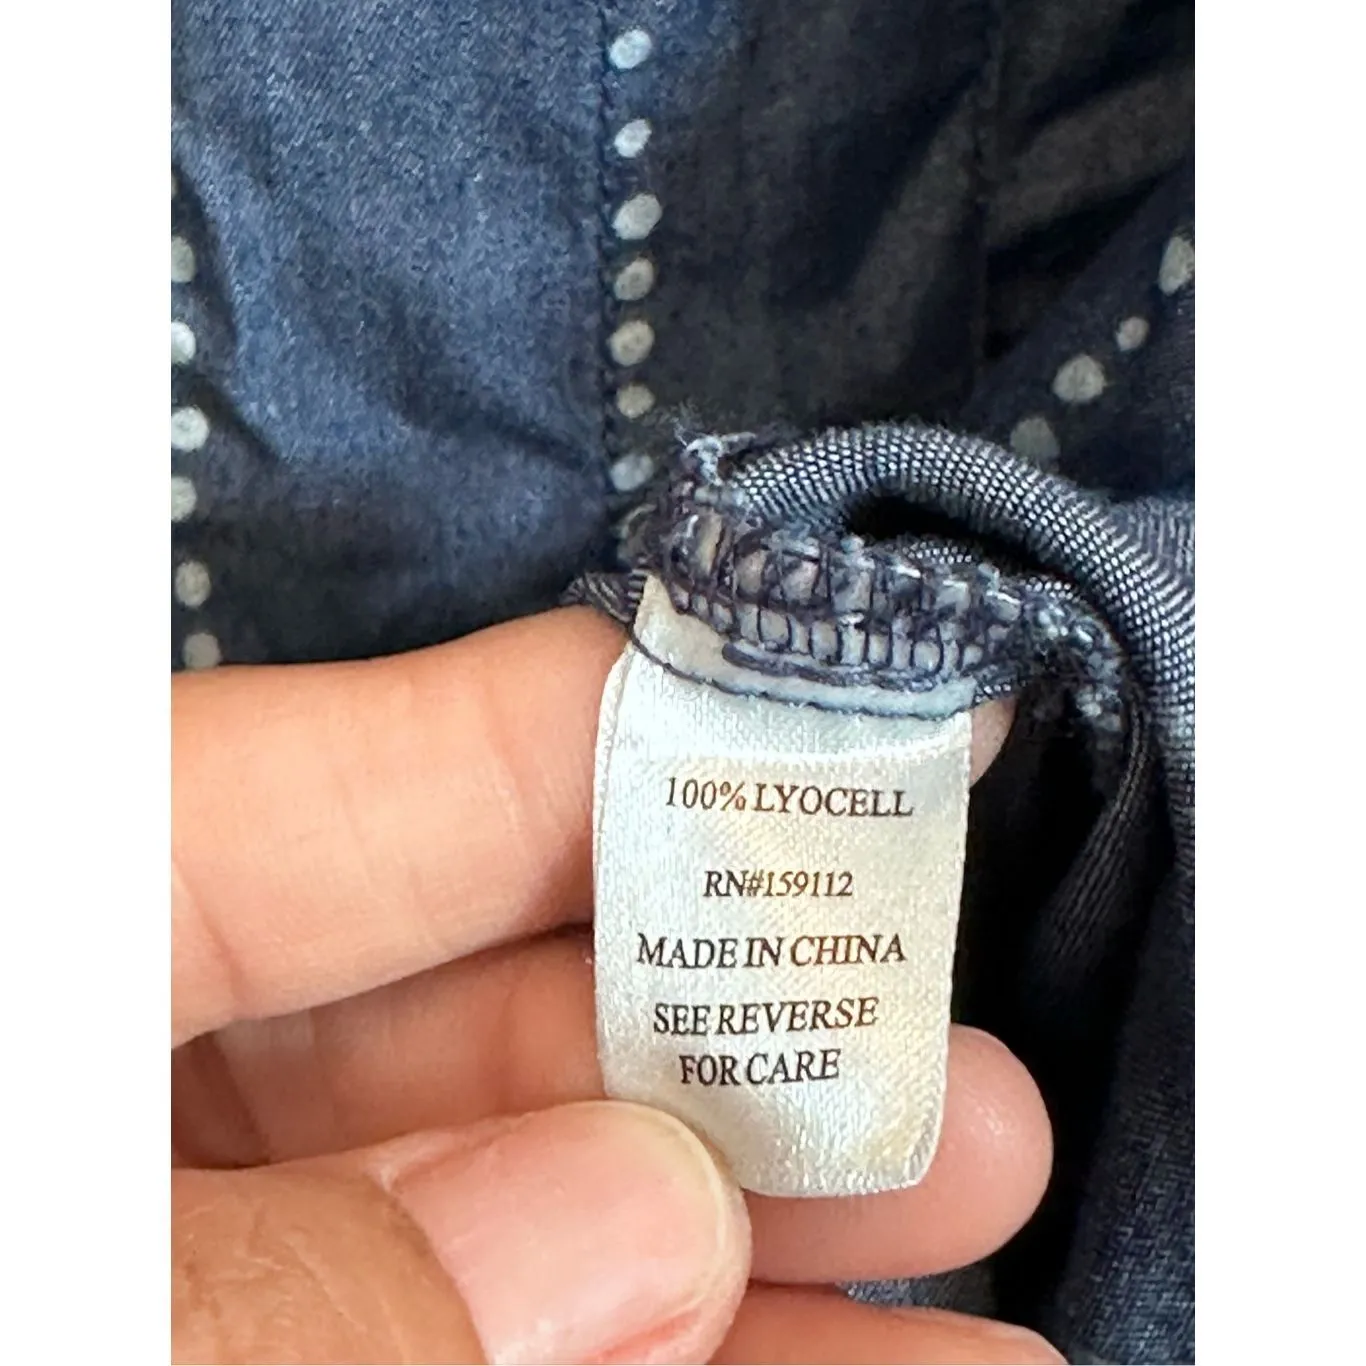 100% LYOCELL
RN#159112
MADE IN CHINA
SEE REVERSE
FOR CARE